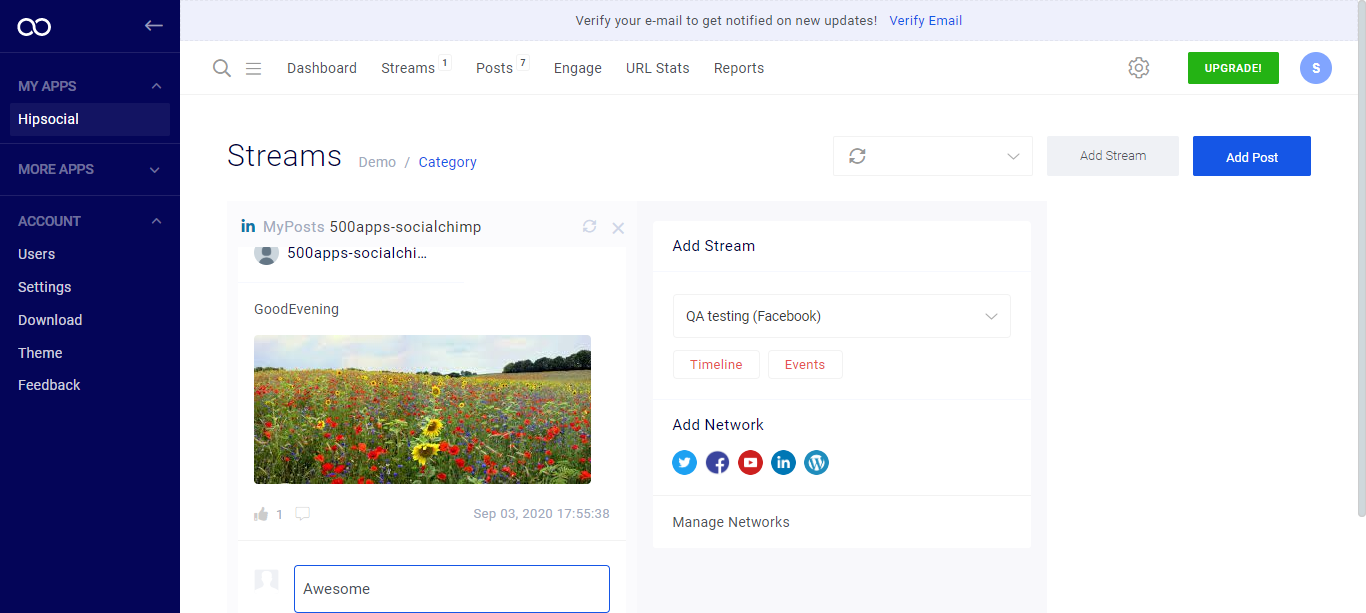 Verify your e-mail to get notified on new updates! Verify Email
MY APPS
Hipsocial
MORE APPS
ACCOUNT
Users
Settings
Download
Theme
Feedback
Dashboard Streams 1 Posts 7 Engage URL Stats Reports
UPGRADE! S
Streams Demo / Category
Add Stream Add Post
in MyPosts 500apps-socialchimp
500apps-socialchi...
GoodEvening
1 Sep 03, 2020 17:55:38
Awesome
Add Stream
QA testing (Facebook)
Timeline Events
Add Network
Manage Networks